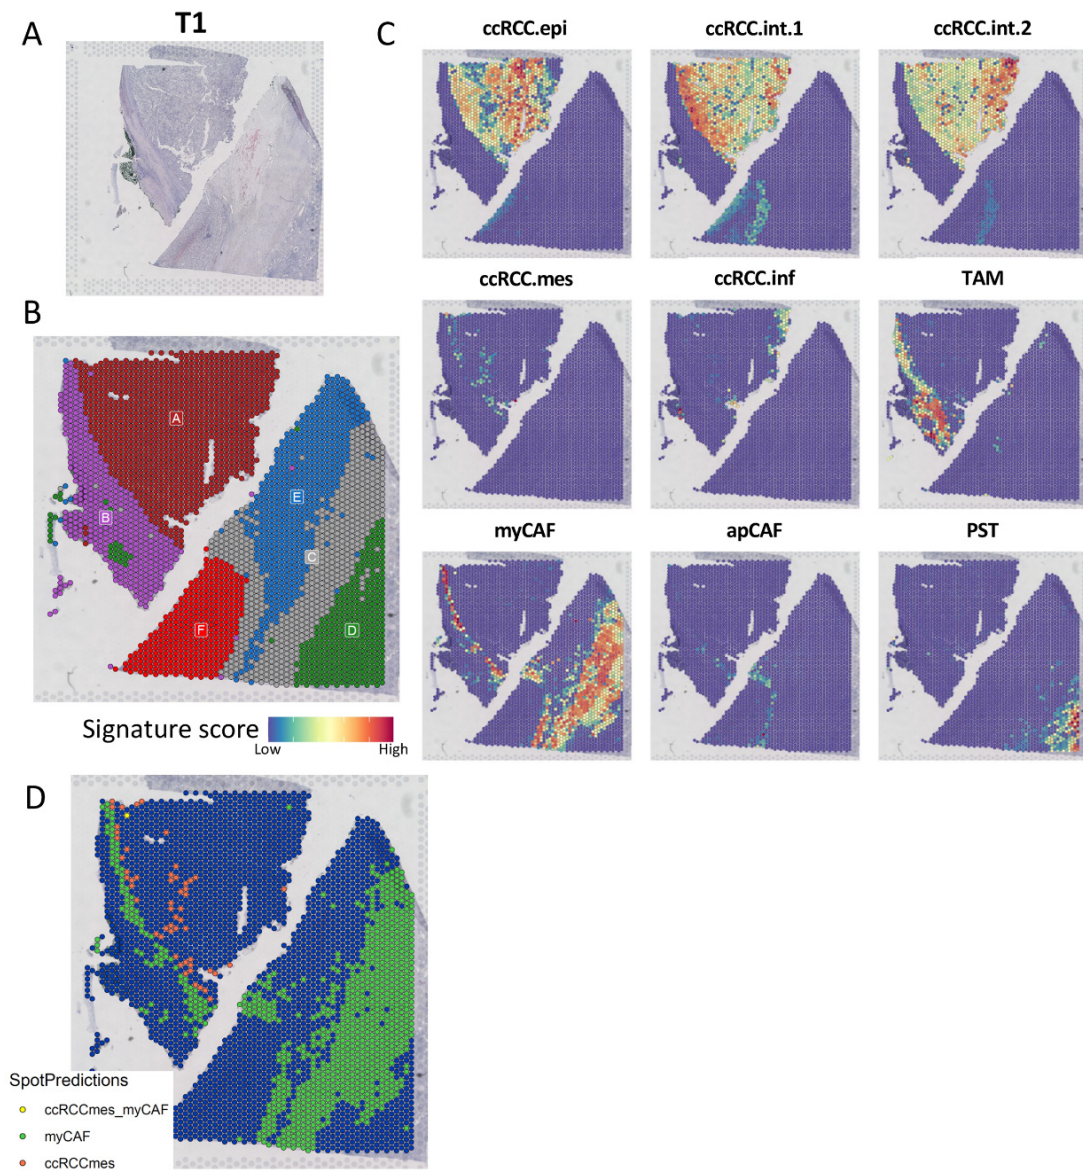 A
T1
C
ccRCC.epi
ccRCC.int.1
ccRCC.int.2
ccRCC.mes
ccRCC.inf
TAM
B
A
B
E
C
F
D
myCAF
apCAF
PST
Signature score
Low
High
D
SpotPredictions
ccRCCmes_myCAF
myCAF
ccRCCmes